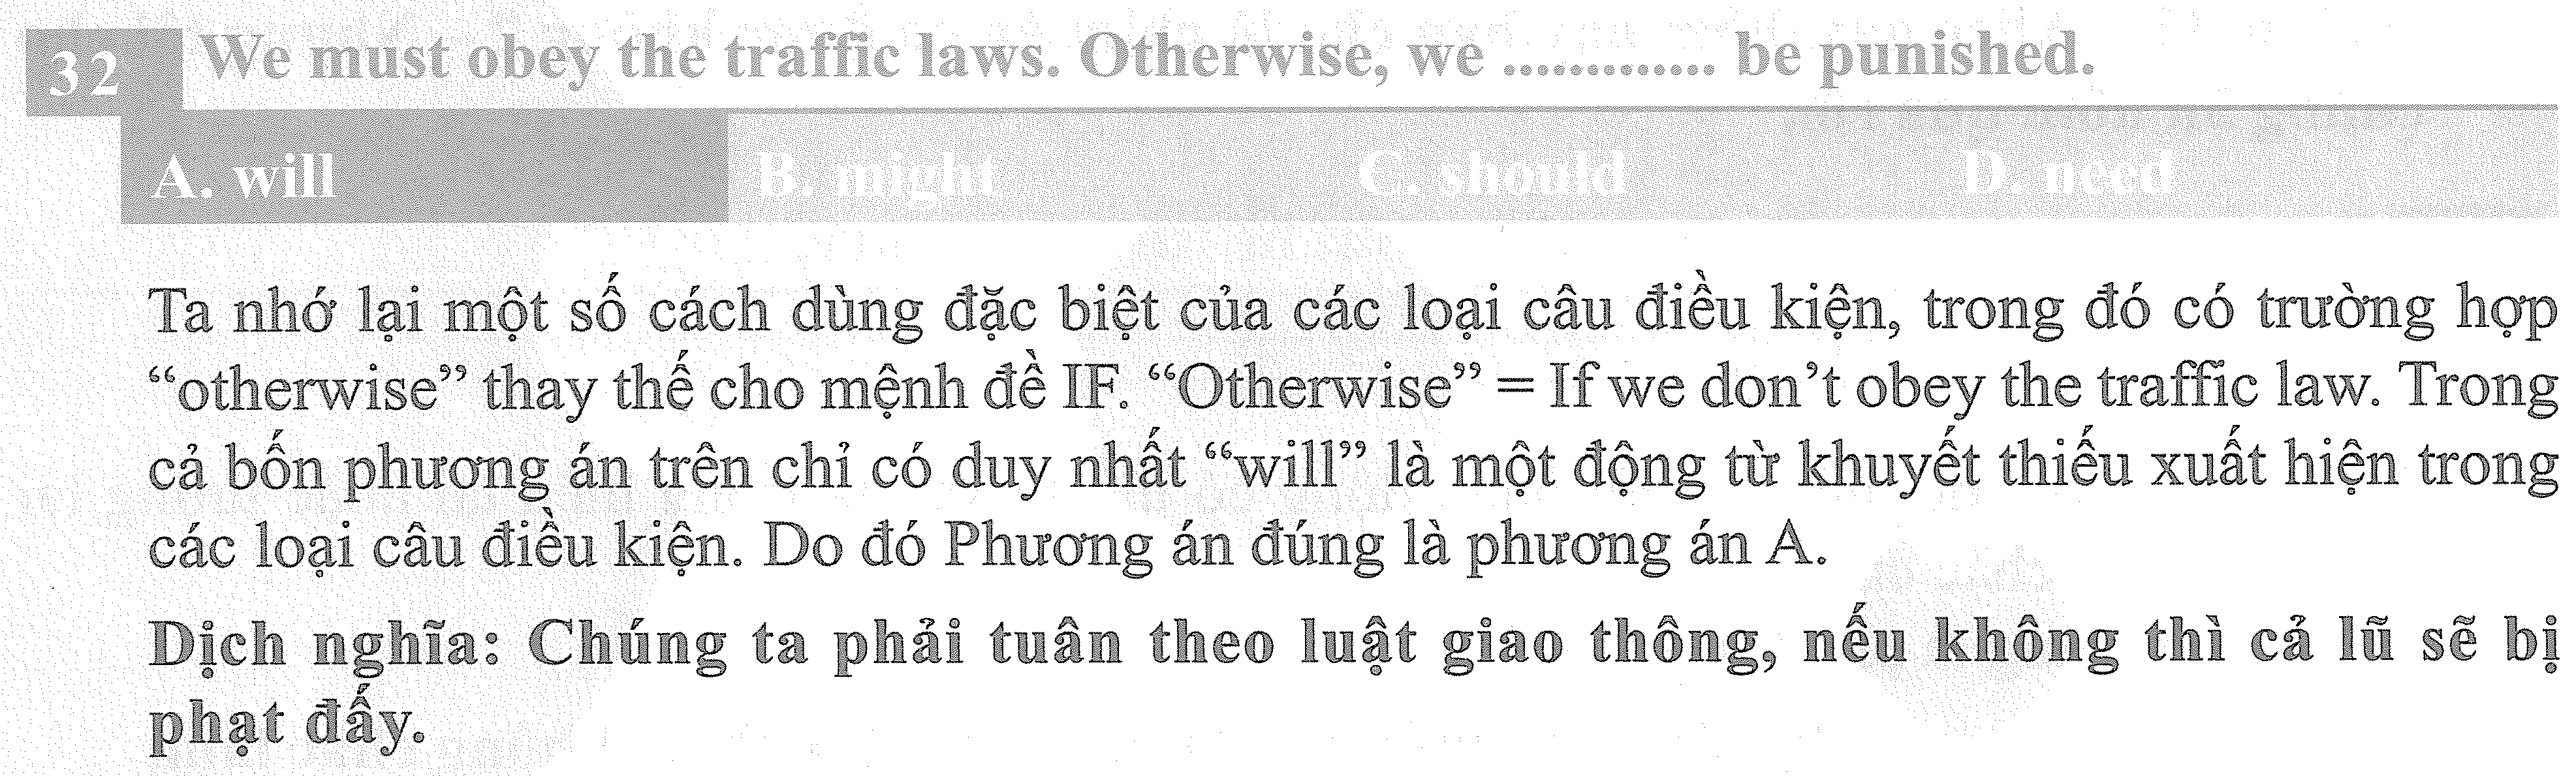 32 We must obey the traffic laws. Otherwise, we ............. be punished.
A. will B. might C. should D. need
Ta nhớ lại một số cách dùng đặc biệt của các loại câu điều kiện, trong đó có trường hợp
“otherwise” thay thế cho mệnh đề IF. “Otherwise” = If we don’t obey the traffic law. Trong
cả bốn phương án trên chỉ có duy nhất “will” là một động từ khuyết thiếu xuất hiện trong
các loại câu điều kiện. Do đó Phương án đúng là phương án A.
Dịch nghĩa: Chúng ta phải tuân theo luật giao thông, nếu không thì cả lũ sẽ bị
phạt đấy.